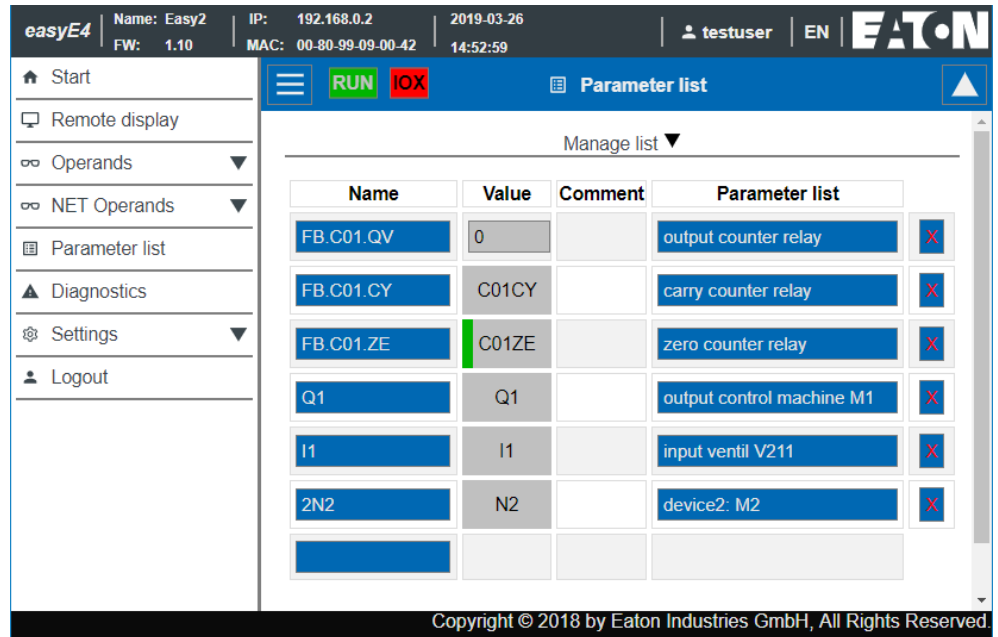 easyE4 Name: Easy2 IP: 192.168.0.2 2019-03-26
FW: 1.10 MAC: 00-80-99-09-00-42 14:52:59
testuser EN EATON
Start
Remote display
Operands
NET Operands
Parameter list
Diagnostics
Settings
Logout
RUN IOX Parameter list
Manage list
Name Value Comment Parameter list
FB.C01.QV 0 output counter relay X
FB.C01.CY C01CY carry counter relay X
FB.C01.ZE C01ZE zero counter relay X
Q1 Q1 output control machine M1 X
I1 I1 input ventil V211 X
2N2 N2 device2: M2 X
Copyright © 2018 by Eaton Industries GmbH, All Rights Reserved.